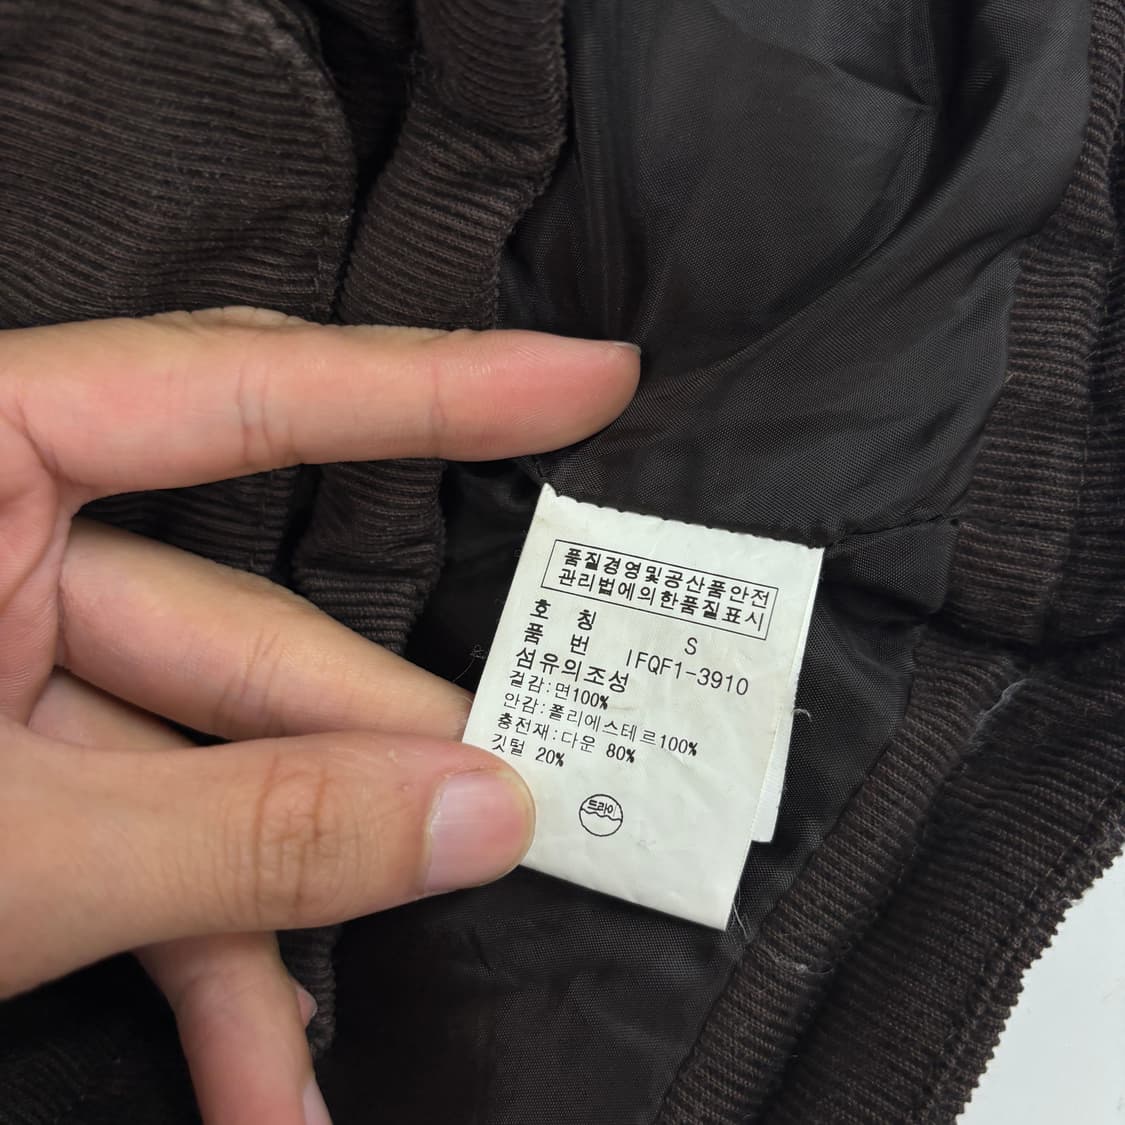 품질경영및공산품안전
관리법에의한품질표시
호 칭 S
품 번 IFQF1-3910
섬유의조성
겉감:면100%
안감:폴리에스테르100%
충전재:다운 80%
깃털 20%
드라이